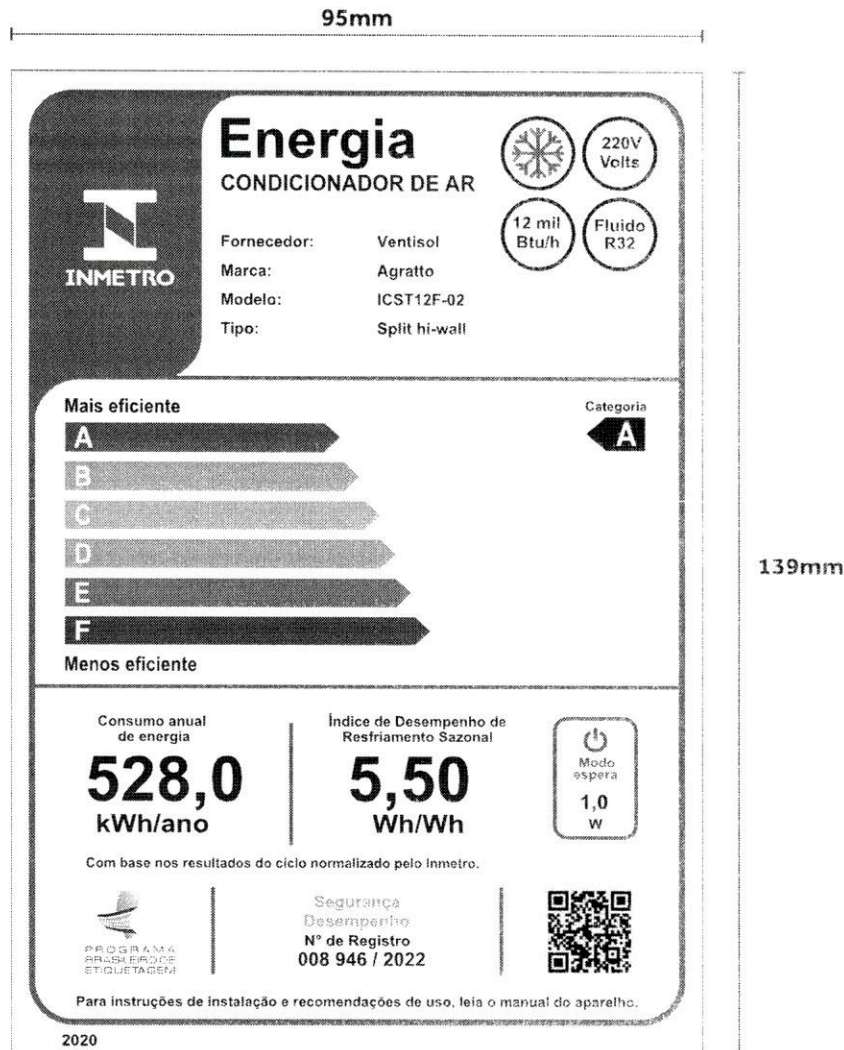 95mm
Energia
CONDICIONADOR DE AR
220V
Volts
12 mil
Btu/h
Fluido
R32
INMETRO
Fornecedor: Ventisol
Marca: Agratto
Modelo: ICST12F-02
Tipo: Split hi-wall
Mais eficiente
Categoria
A
A
B
C
D
E
F
Menos eficiente
139mm
Consumo anual
de energia
528,0
kWh/ano
Índice de Desempenho de
Resfriamento Sazonal
5,50
Wh/Wh
Modo
espera
1,0
W
Com base nos resultados do ciclo normalizado pelo Inmetro.
PROGRAMA
BRASILEIRO DE
ETIQUETAGEM
Segurança
Desempenho
N° de Registro
008 946 / 2022
Para instruções de instalação e recomendações de uso, leia o manual do aparelho.
2020